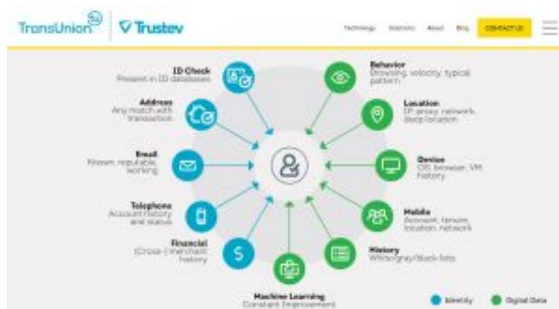 TransUnion
Trustev
Technology
Solutions
About
Blog
CONTACT US
ID Check
Present in ID databases
Address
Any match with
transaction
Email
Known, reputable,
working
Telephone
Account history
and status
Financial
(Cross-) merchant
history
Machine Learning
Constant Improvement
Behavior
Browsing, velocity, typical
pattern
Location
IP, proxy, network,
deep location
Device
OS, browser, VM,
history
Mobile
Account, tenure,
location, network
History
White/gray/black lists
Identity
Digital Data